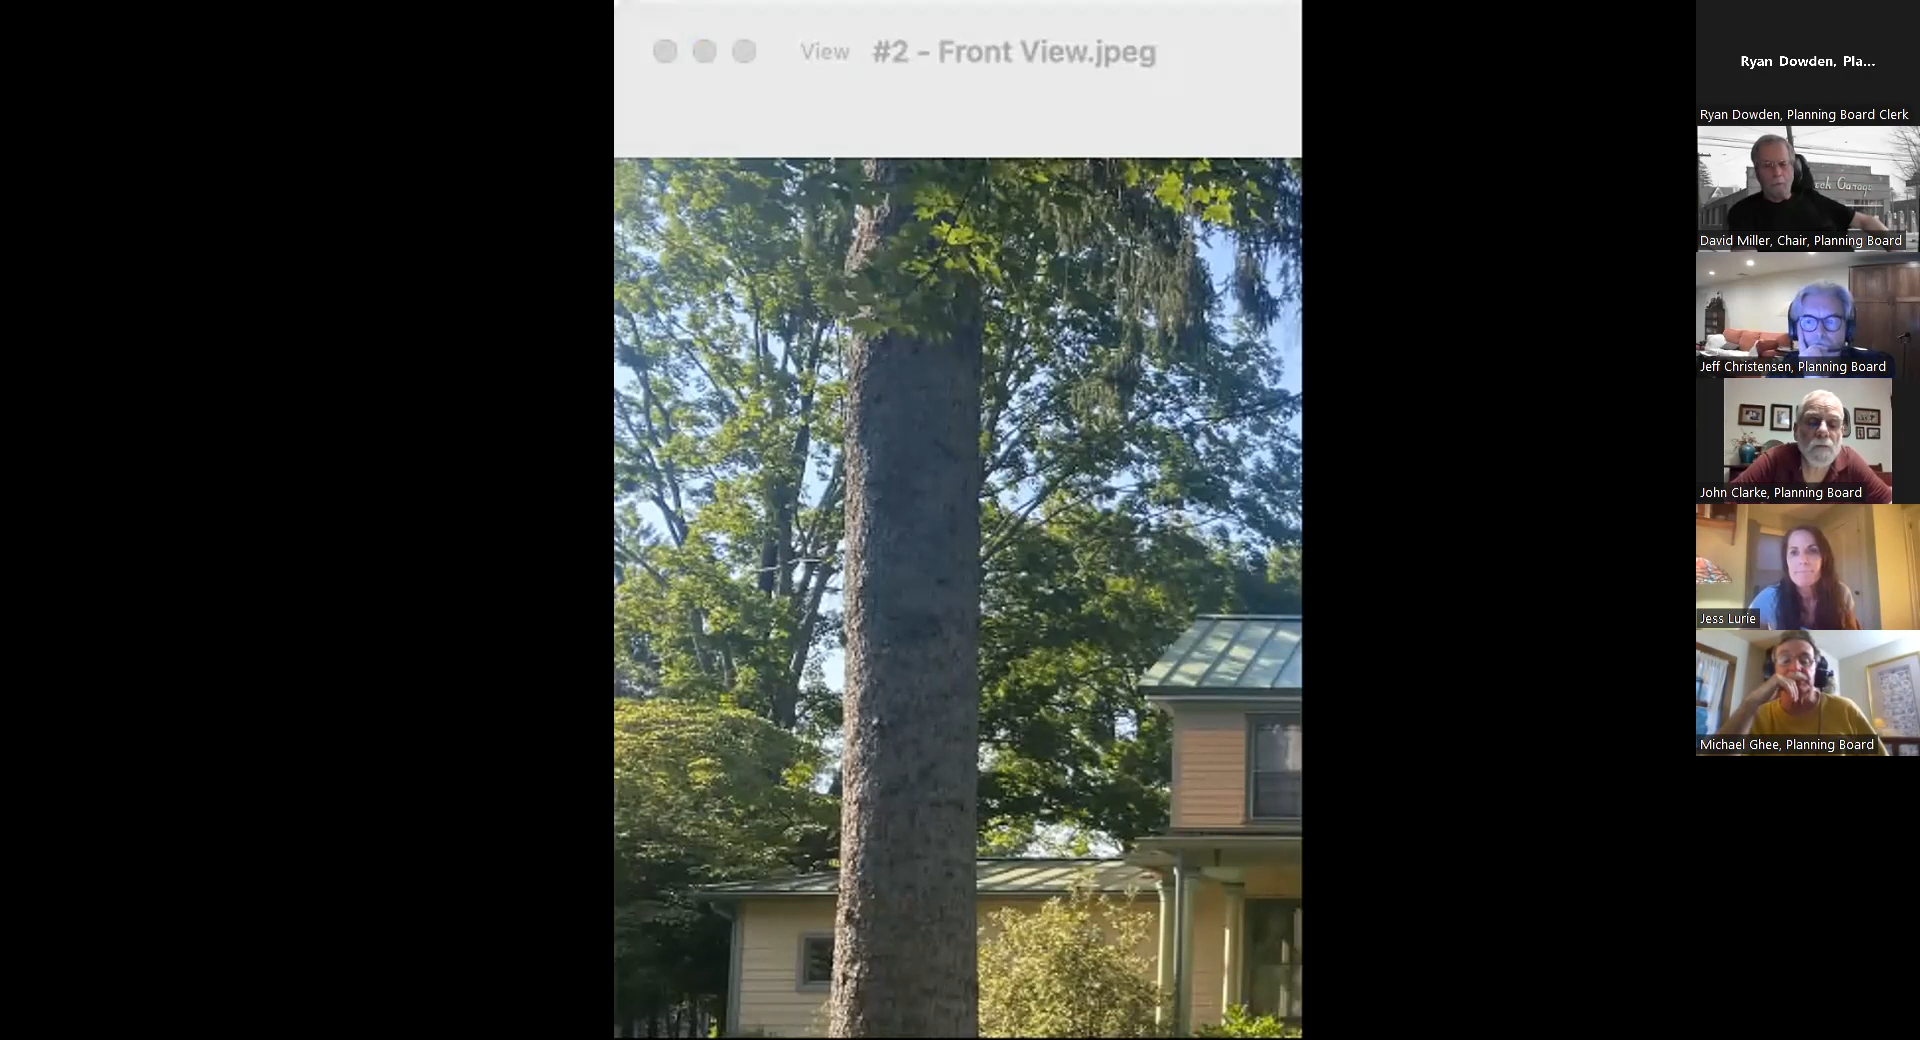 View #2 - Front View.jpeg
Ryan Dowden, Pla...
Ryan Dowden, Planning Board Clerk
Garage
David Miller, Chair, Planning Board
Jeff Christensen, Planning Board
John Clarke, Planning Board
Jess Lurie
Michael Ghee, Planning Board